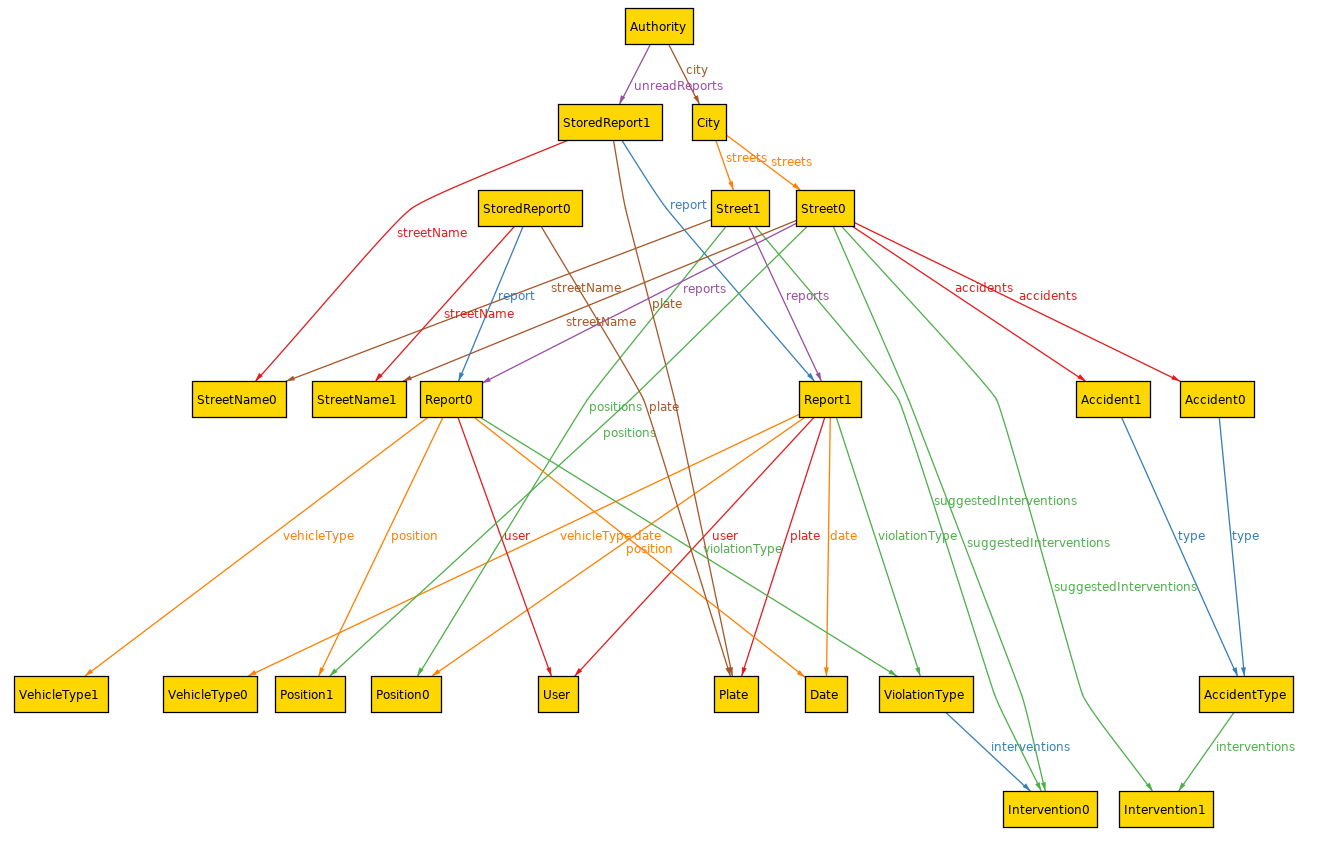 Authority
city
unreadReports
StoredReport1
City
streets
streets
StoredReport0
report
Street1
Street0
streetName
streetName
report
reports
reports
accidents
accidents
plate
streetName
streetName
StoredReport0
StreetName0
StreetName1
Report0
Report1
Accident1
Accident0
positions
plate
positions
suggestedInterventions
vehicleType
position
user
vehicleType
date
position
user
violationType
plate
date
violationType
suggestedInterventions
type
type
suggestedInterventions
VehicleType1
VehicleType0
Position1
Position0
User
Plate
Date
ViolationType
AccidentType
interventions
interventions
Intervention0
Intervention1